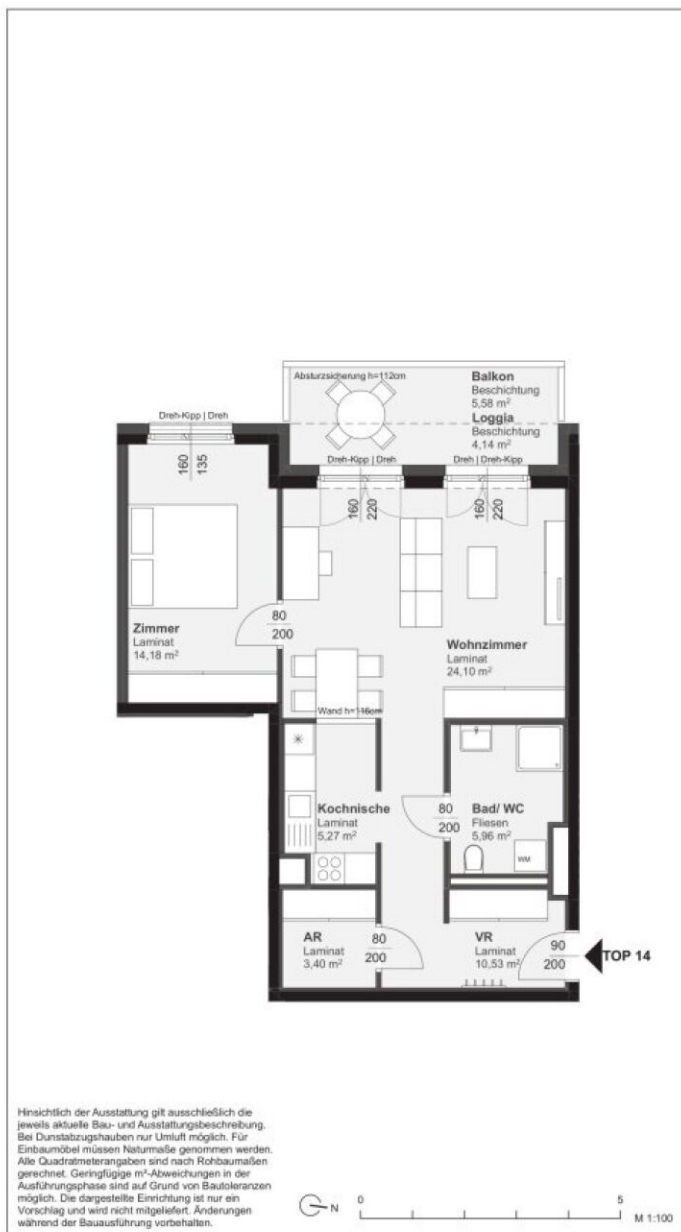 Absturzsicherung h=112cm
Balkon
Beschichtung
5,58 m²
Loggia
Beschichtung
4,14 m²
Dreh-Kipp | Dreh
Dreh-Kipp | Dreh
Dreh | Dreh-Kipp
160
135
160
220
160
220
80
200
Zimmer
Laminat
14,18 m²
Wohnzimmer
Laminat
24,10 m²
Wand h=116cm
Kochnische
Laminat
5,27 m²
80
200
Bad/ WC
Fliesen
5,96 m²
WM
AR
Laminat
3,40 m²
80
200
VR
Laminat
10,53 m²
90
200
TOP 14
Hinsichtlich der Ausstattung gilt ausschließlich die
jeweils aktuelle Bau- und Ausstattungsbeschreibung.
Bei Dunstabzugshauben nur Umluft möglich. Für
Einbaumöbel müssen Naturmaße genommen werden.
Alle Quadratmeterangaben sind nach Rohbaumaßen
gerechnet. Geringfügige m²-Abweichungen in der
Ausführungsphase sind auf Grund von Bautoleranzen
möglich. Die dargestellte Einrichtung ist nur ein
Vorschlag und wird nicht mitgeliefert. Änderungen
während der Bauausführung vorbehalten.
N
0
5
M 1:100